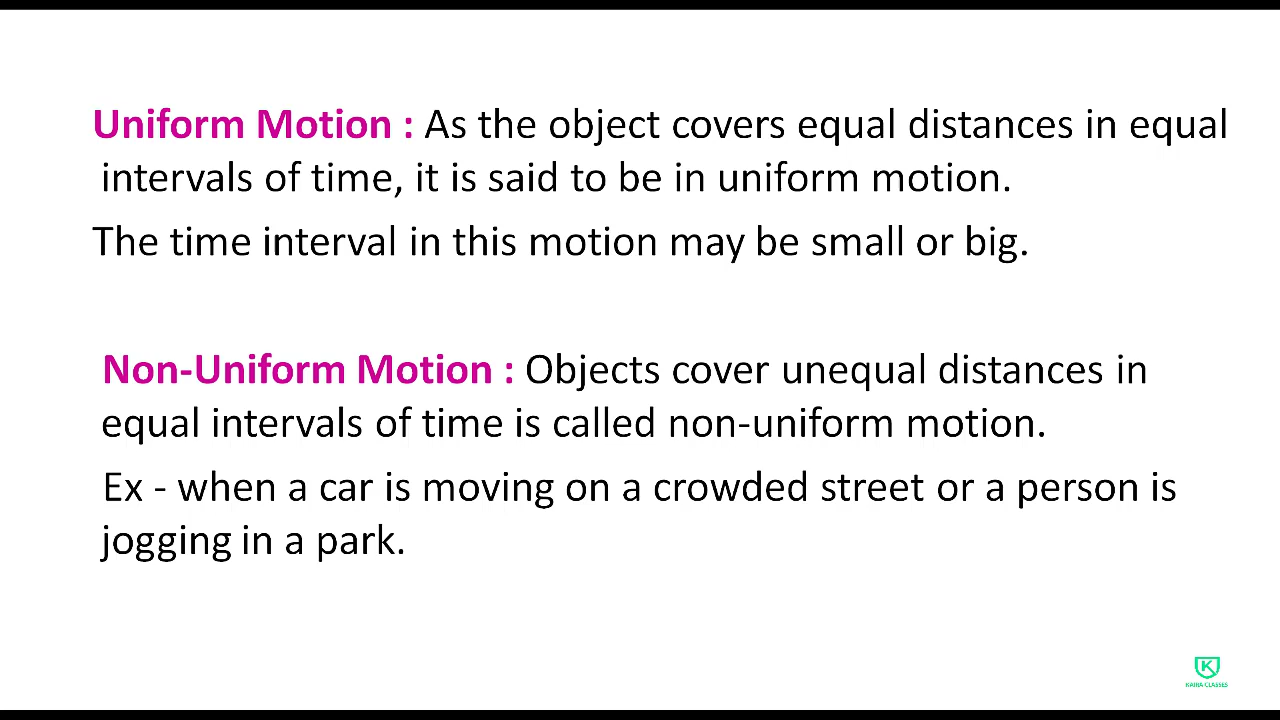 Uniform Motion : As the object covers equal distances in equal
intervals of time, it is said to be in uniform motion.
The time interval in this motion may be small or big.
Non-Uniform Motion : Objects cover unequal distances in
equal intervals of time is called non-uniform motion.
Ex - when a car is moving on a crowded street or a person is
jogging in a park.
K